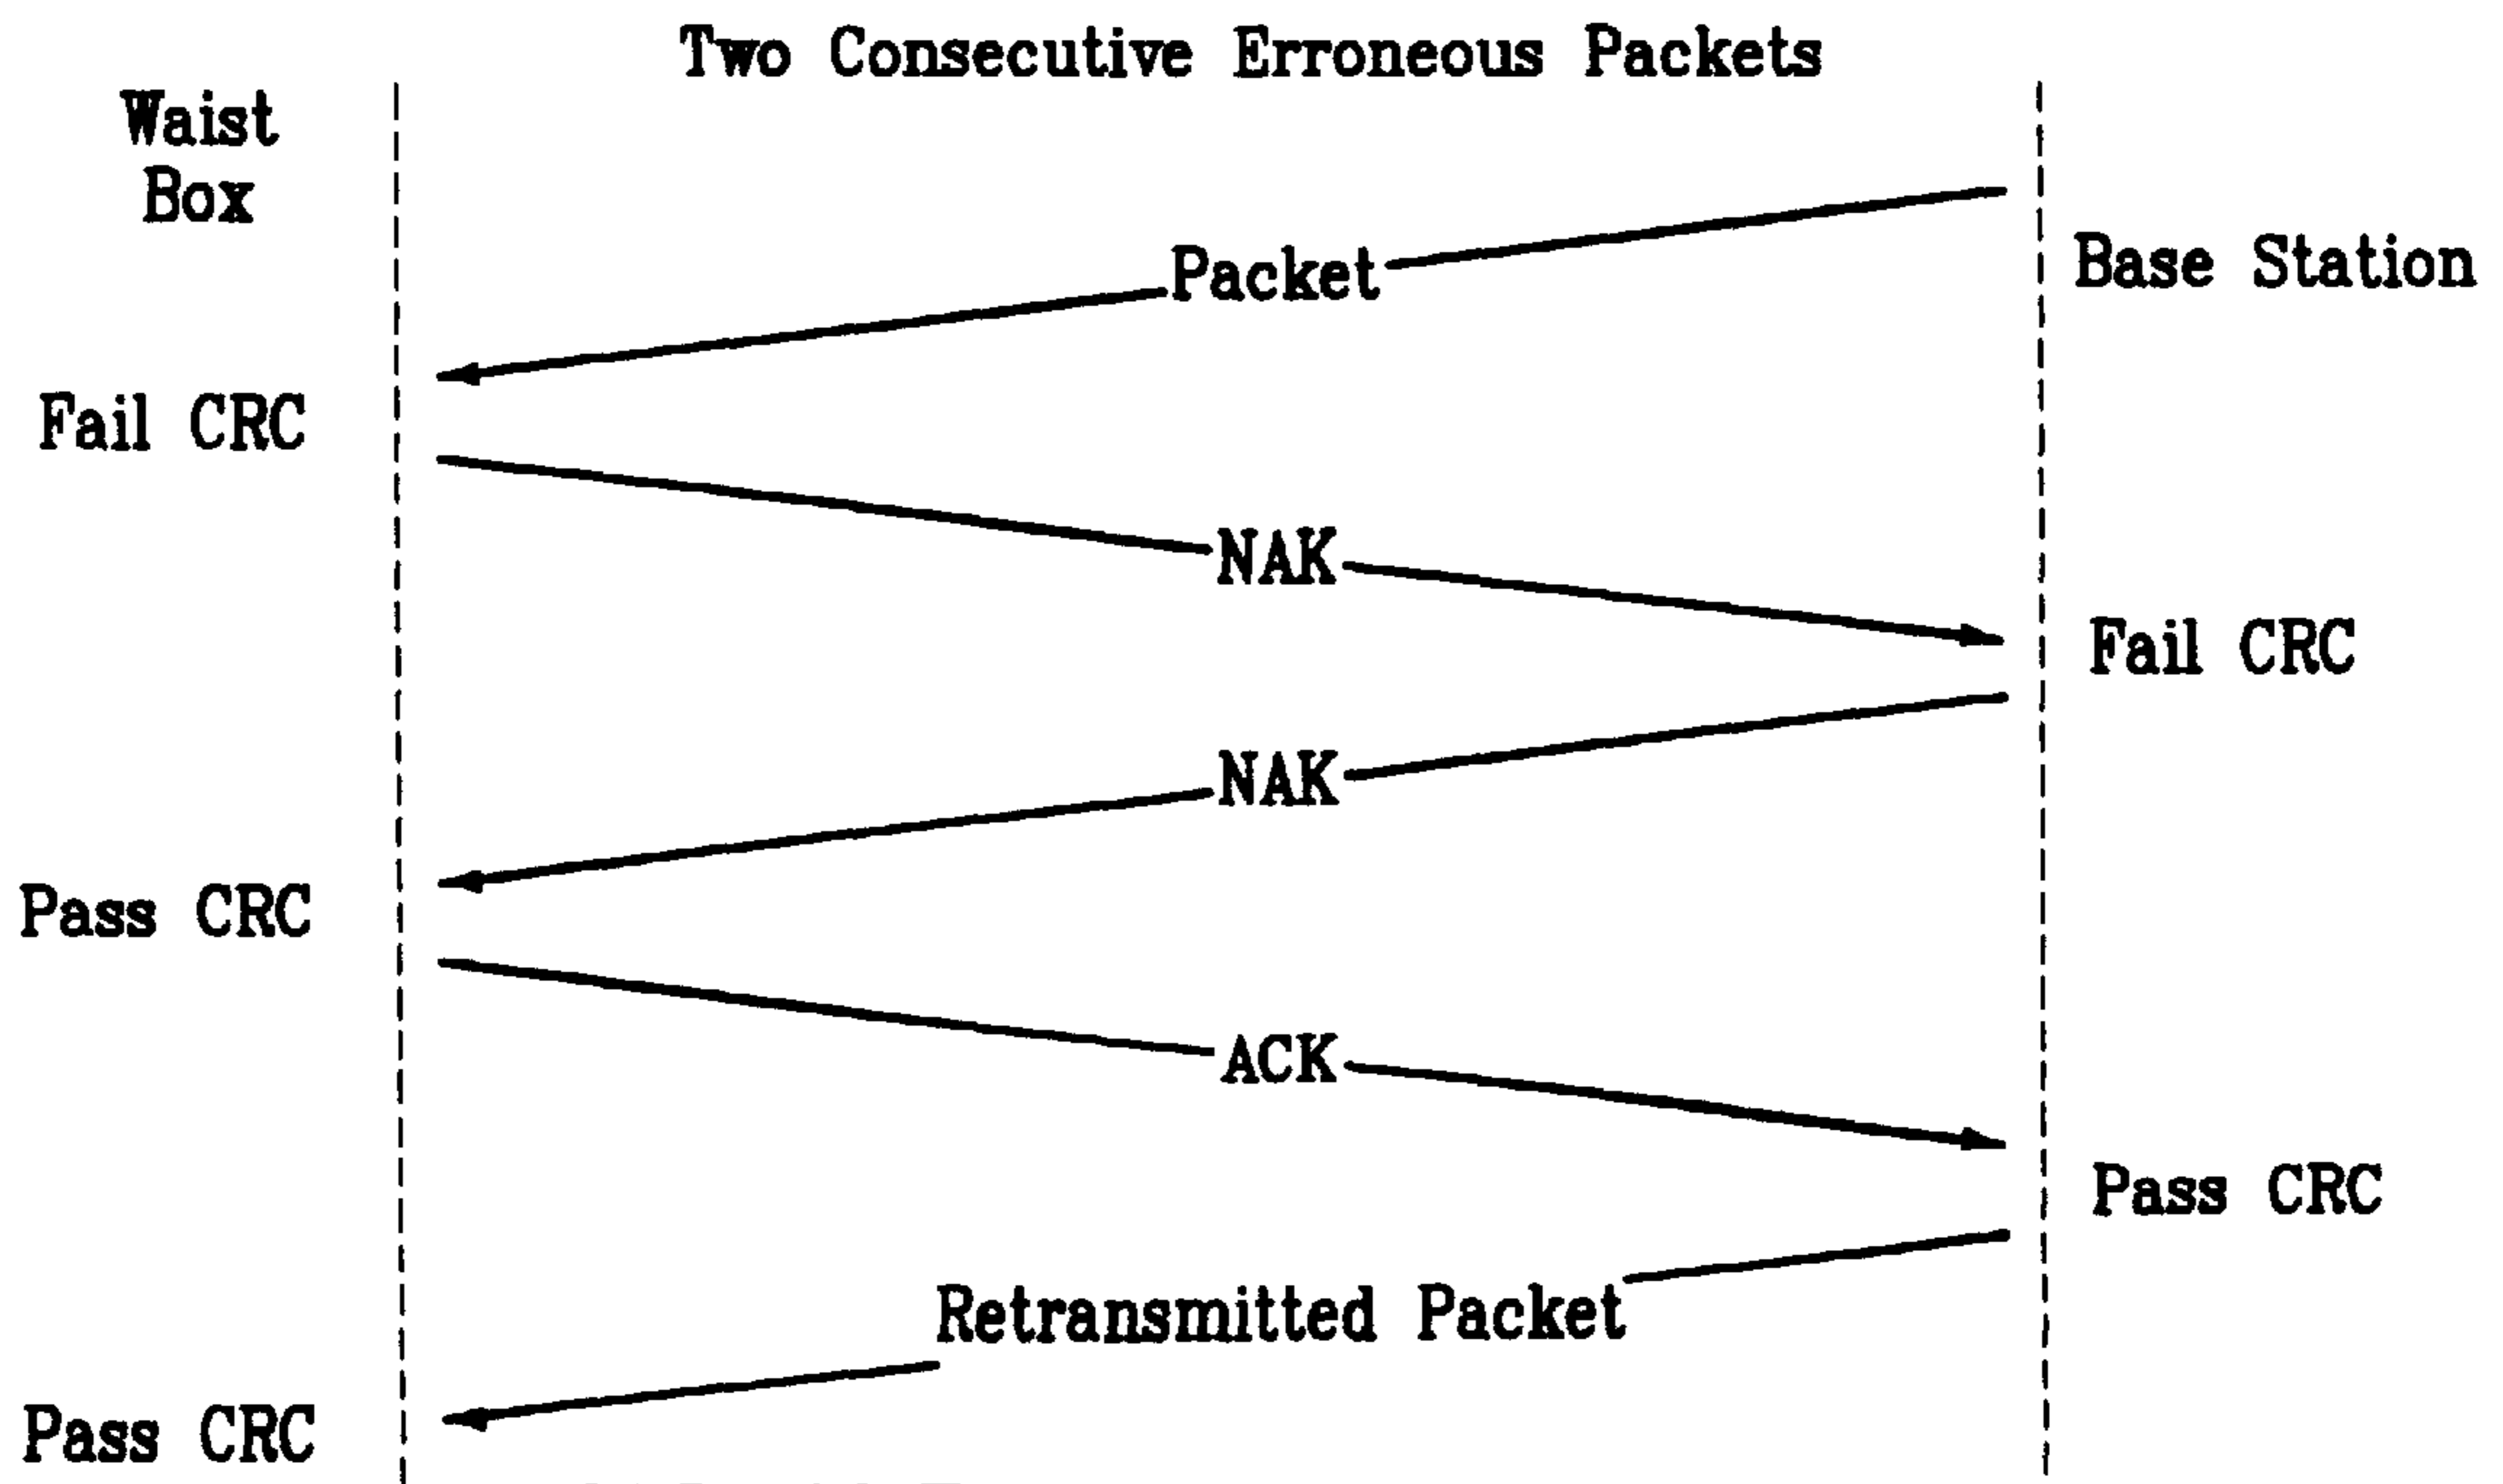 Two Consecutive Erroneous Packets
Waist
Box
Packet
Base Station
Fail CRC
NAK
Fail CRC
NAK
Pass CRC
ACK
Pass CRC
Retransmitted Packet
Pass CRC